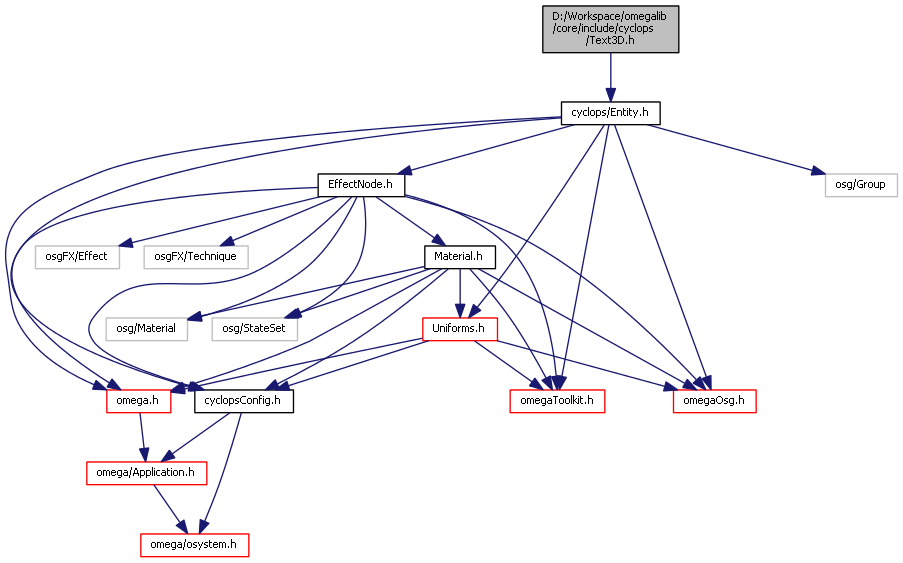 D:/Workspace/omegalib
/core/include/cyclops
/Text3D.h
cyclops/Entity.h
EffectNode.h
osg/Group
osgFX/Effect
osgFX/Technique
Material.h
osg/Material
osg/StateSet
Uniforms.h
omega.h
cyclopsConfig.h
omegaToolkit.h
omegaOsg.h
omega/Application.h
omega/osystem.h